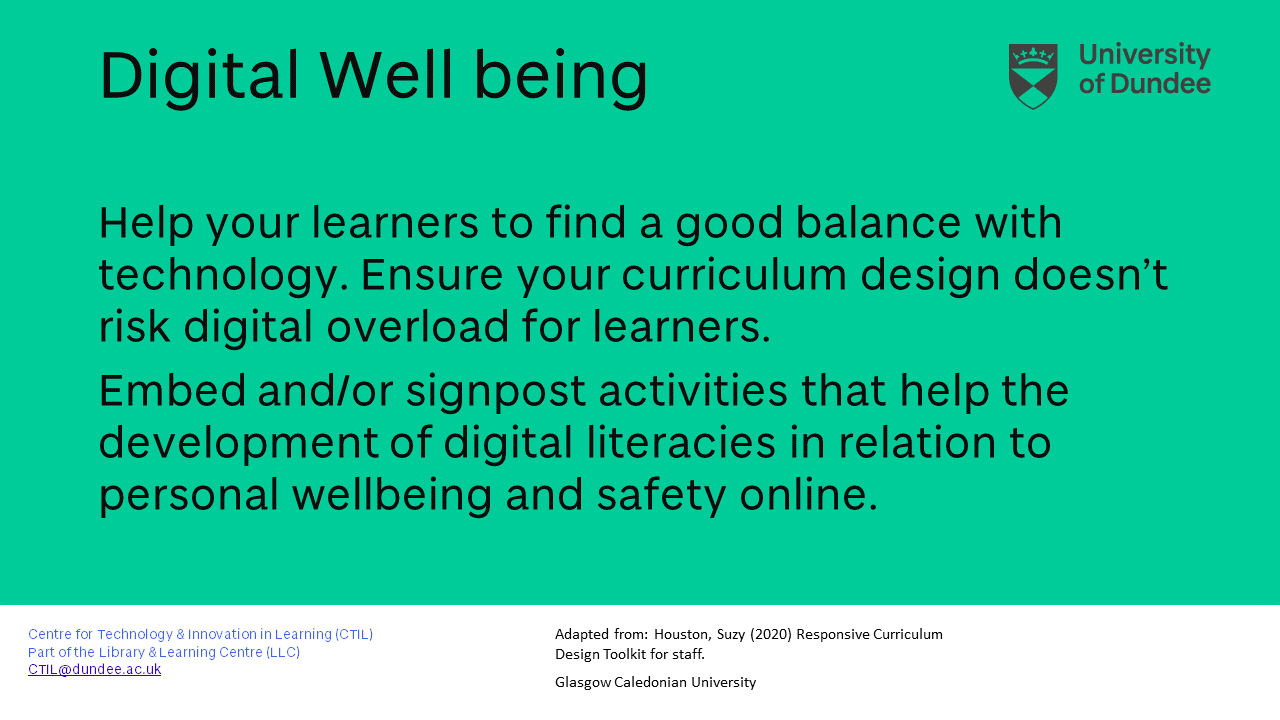 Digital Well being
University
of Dundee
Help your learners to find a good balance with
technology. Ensure your curriculum design doesn’t
risk digital overload for learners.
Embed and/or signpost activities that help the
development of digital literacies in relation to
personal wellbeing and safety online.
Centre for Technology & Innovation in Learning (CTIL)
Part of the Library & Learning Centre (LLC)
CTIL@dundee.ac.uk
Adapted from: Houston, Suzy (2020) Responsive Curriculum
Design Toolkit for staff.
Glasgow Caledonian University